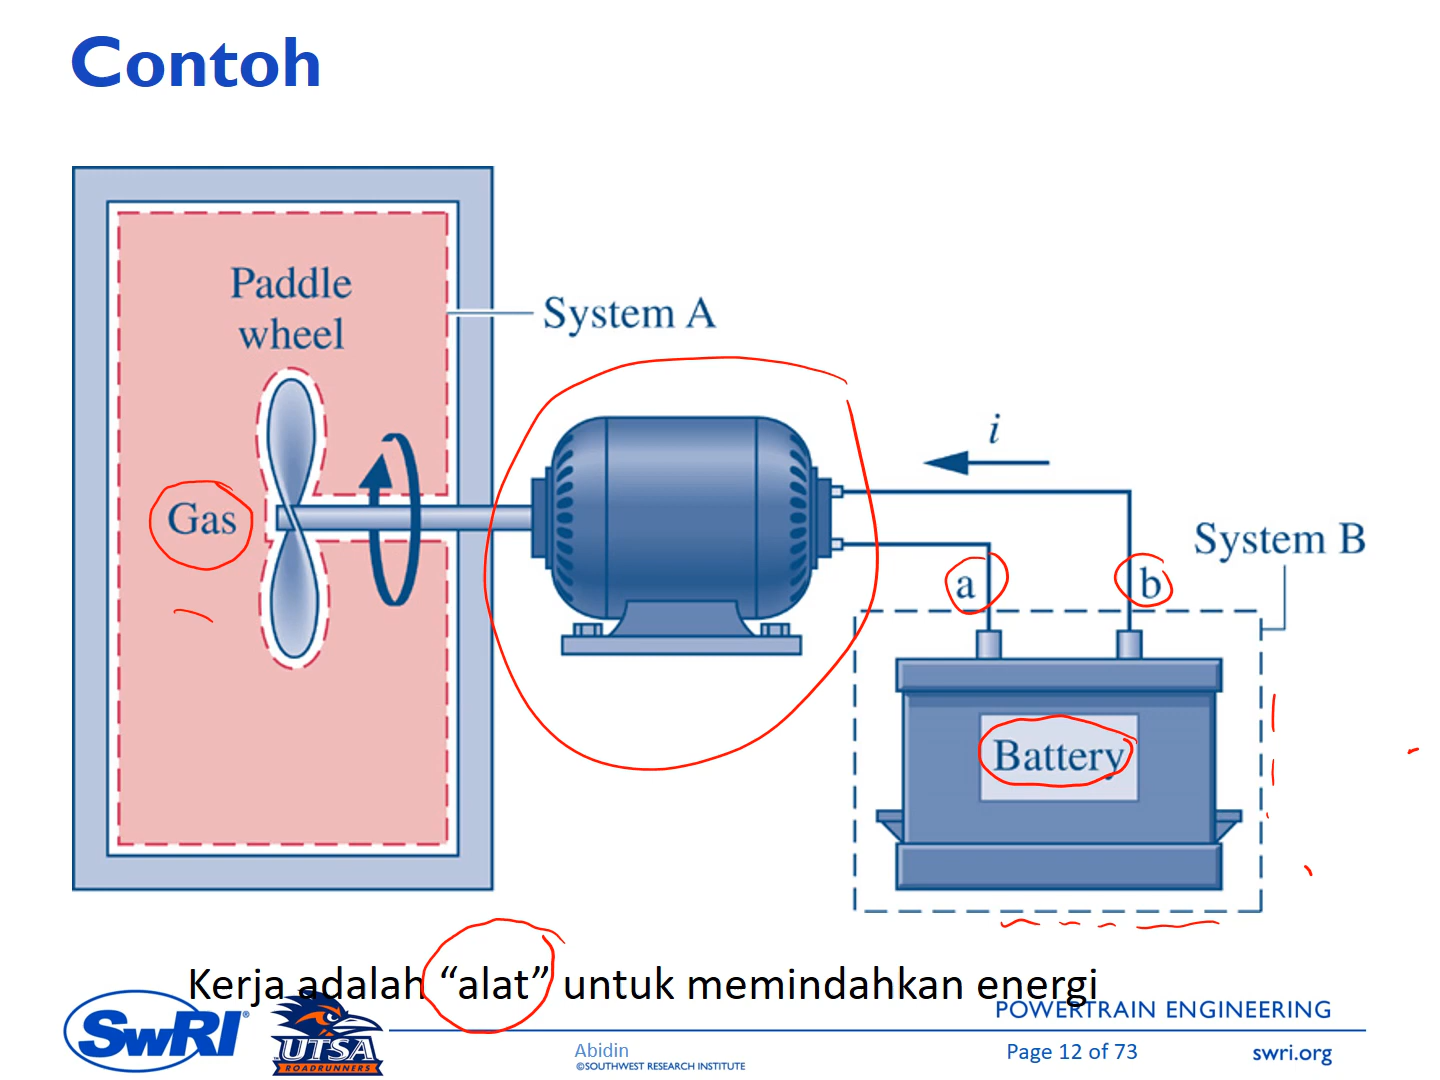 Contoh
Paddle
wheel
System A
i
Gas
System B
a
b
Battery
Kerja adalah “alat” untuk memindahkan energi
POWERTRAIN ENGINEERING
SwRI®
UTSA
ROADRUNNERS
Abidin
©SOUTHWEST RESEARCH INSTITUTE
Page 12 of 73
swri.org